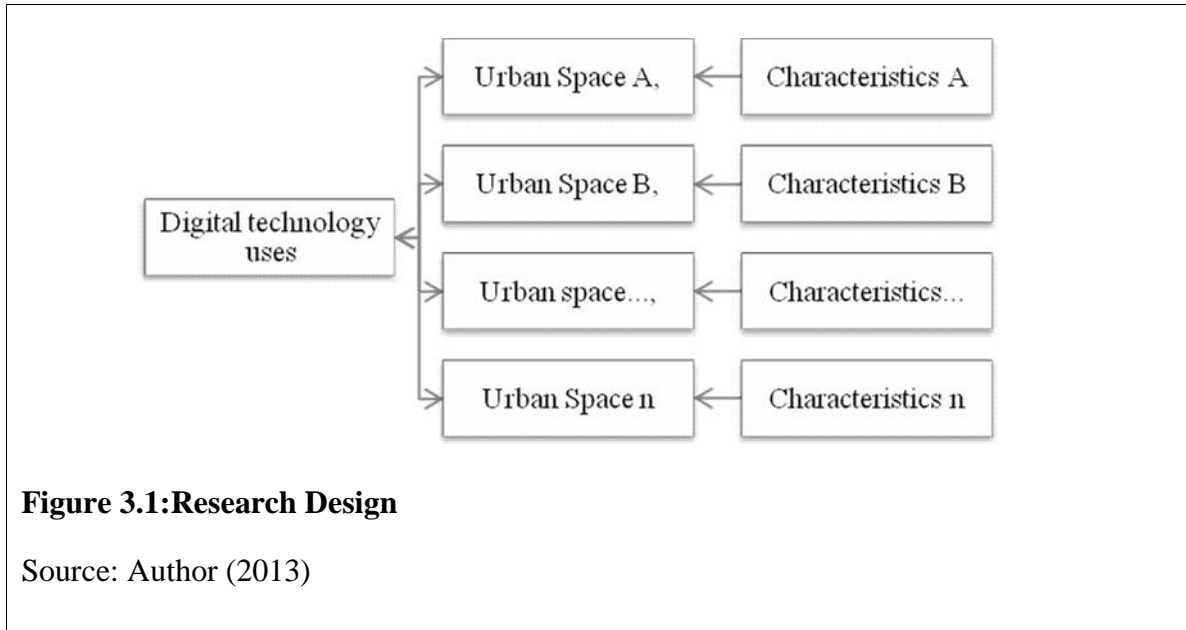 Urban Space A,
Characteristics A
Urban Space B,
Characteristics B
Digital technology
uses
Urban space...,
Characteristics...
Urban Space n
Characteristics n
Figure 3.1:Research Design
Source: Author (2013)